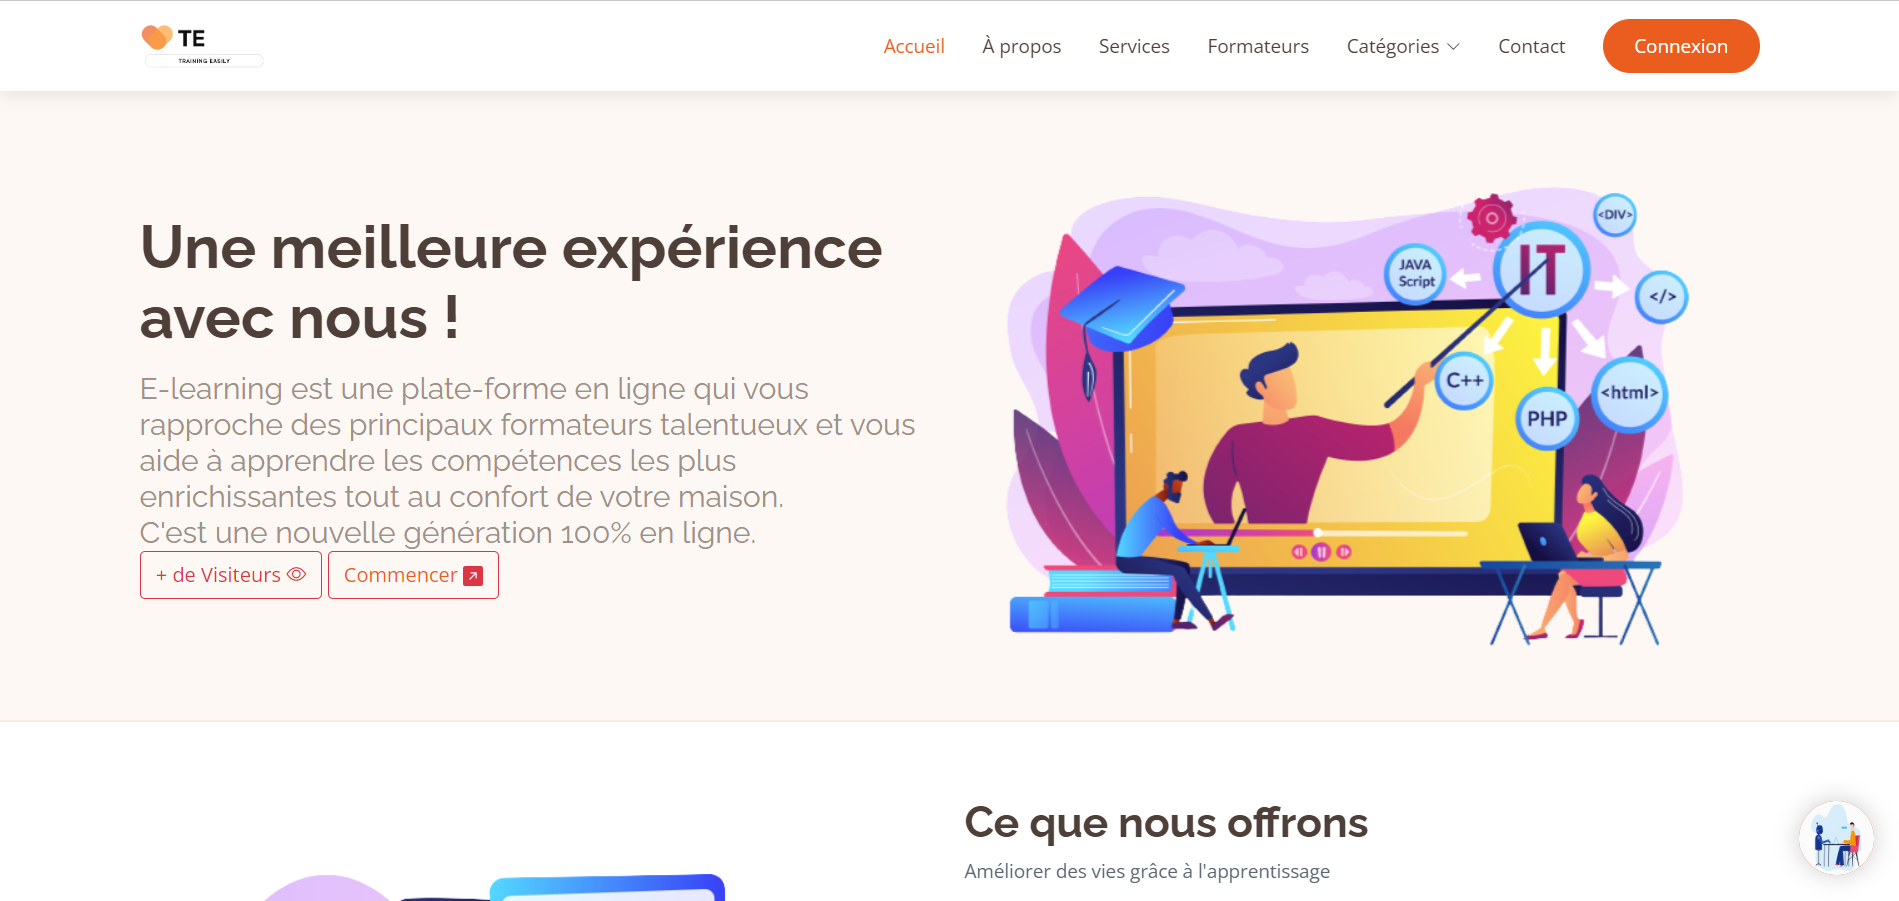 TE
TRAINING EASILY
Accueil
À propos
Services
Formateurs
Catégories
Contact
Connexion
Une meilleure expérience
avec nous !
E-learning est une plate-forme en ligne qui vous
rapproche des principaux formateurs talentueux et vous
aide à apprendre les compétences les plus
enrichissantes tout au confort de votre maison.
C'est une nouvelle génération 100% en ligne.
+ de Visiteurs
Commencer
<DIV>
IT
JAVA
Script
</>
C++
<html>
PHP
Ce que nous offrons
Améliorer des vies grâce à l'apprentissage